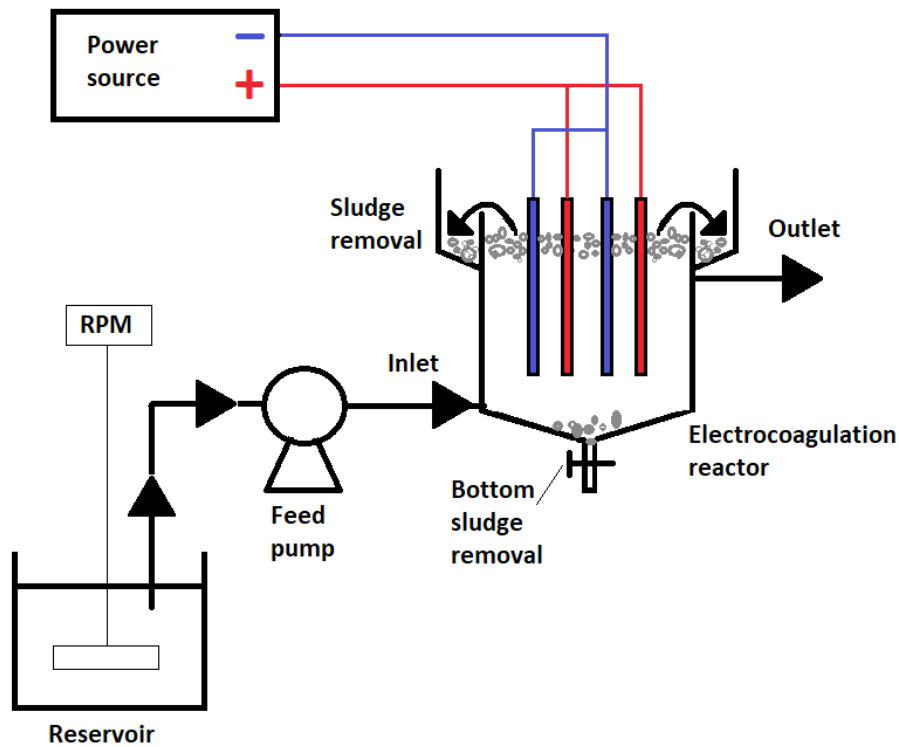 Power
source
−
+
Sludge
removal
Outlet
RPM
Inlet
Electrocoagulation
reactor
Feed
pump
Bottom
sludge
removal
Reservoir